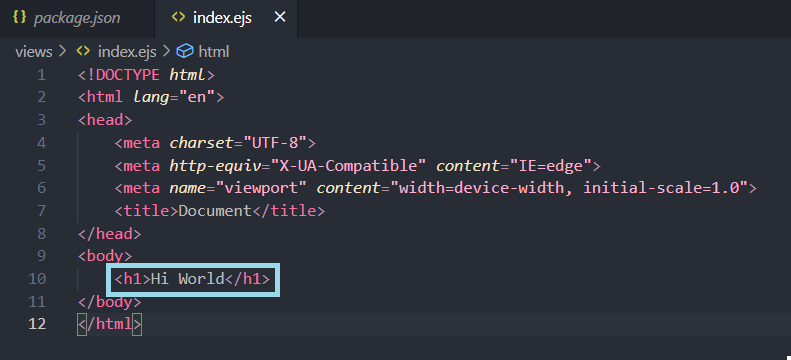 {} package.json <> index.ejs ×
views > <> index.ejs > html
1 <!DOCTYPE html>
2 <html lang="en">
3 <head>
4     <meta charset="UTF-8">
5     <meta http-equiv="X-UA-Compatible" content="IE=edge">
6     <meta name="viewport" content="width=device-width, initial-scale=1.0">
7     <title>Document</title>
8 </head>
9 <body>
10     <h1>Hi World</h1>
11 </body>
12 </html>